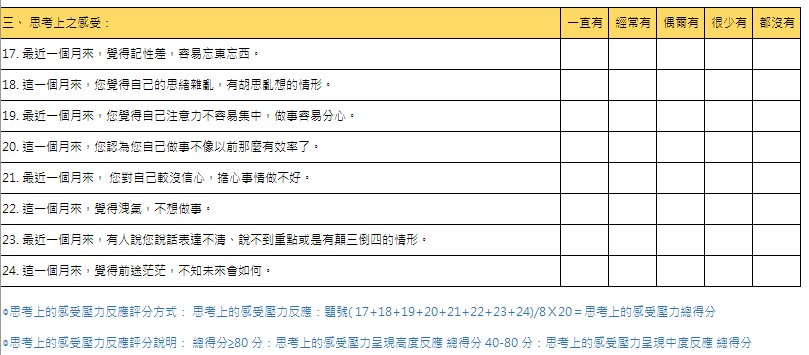 三、 思考上之感受： 一直有 經常有 偶爾有 很少有 都沒有
17. 最近一個月來，覺得記性差，容易忘東忘西。
18. 這一個月來，您覺得自己的思緒雜亂，有胡思亂想的情形。
19. 最近一個月來，您覺得自己注意力不容易集中，做事容易分心。
20. 這一個月來，您認為您自己做事不像以前那麼有效率了。
21. 最近一個月來， 您對自己較沒信心，擔心事情做不好。
22. 這一個月來，覺得洩氣，不想做事。
23. 最近一個月來，有人說您說話表達不清、說不到重點或是有顛三倒四的情形。
24. 這一個月來，覺得前途茫茫，不知未來會如何。
๏思考上的感受壓力反應評分方式： 思考上的感受壓力反應：題號( 17+18+19+20+21+22+23+24)/8Ｘ20＝思考上的感受壓力總得分
๏思考上的感受壓力反應評分說明： 總得分≥80 分：思考上的感受壓力呈現高度反應 總得分 40-80 分：思考上的感受壓力呈現中度反應 總得分